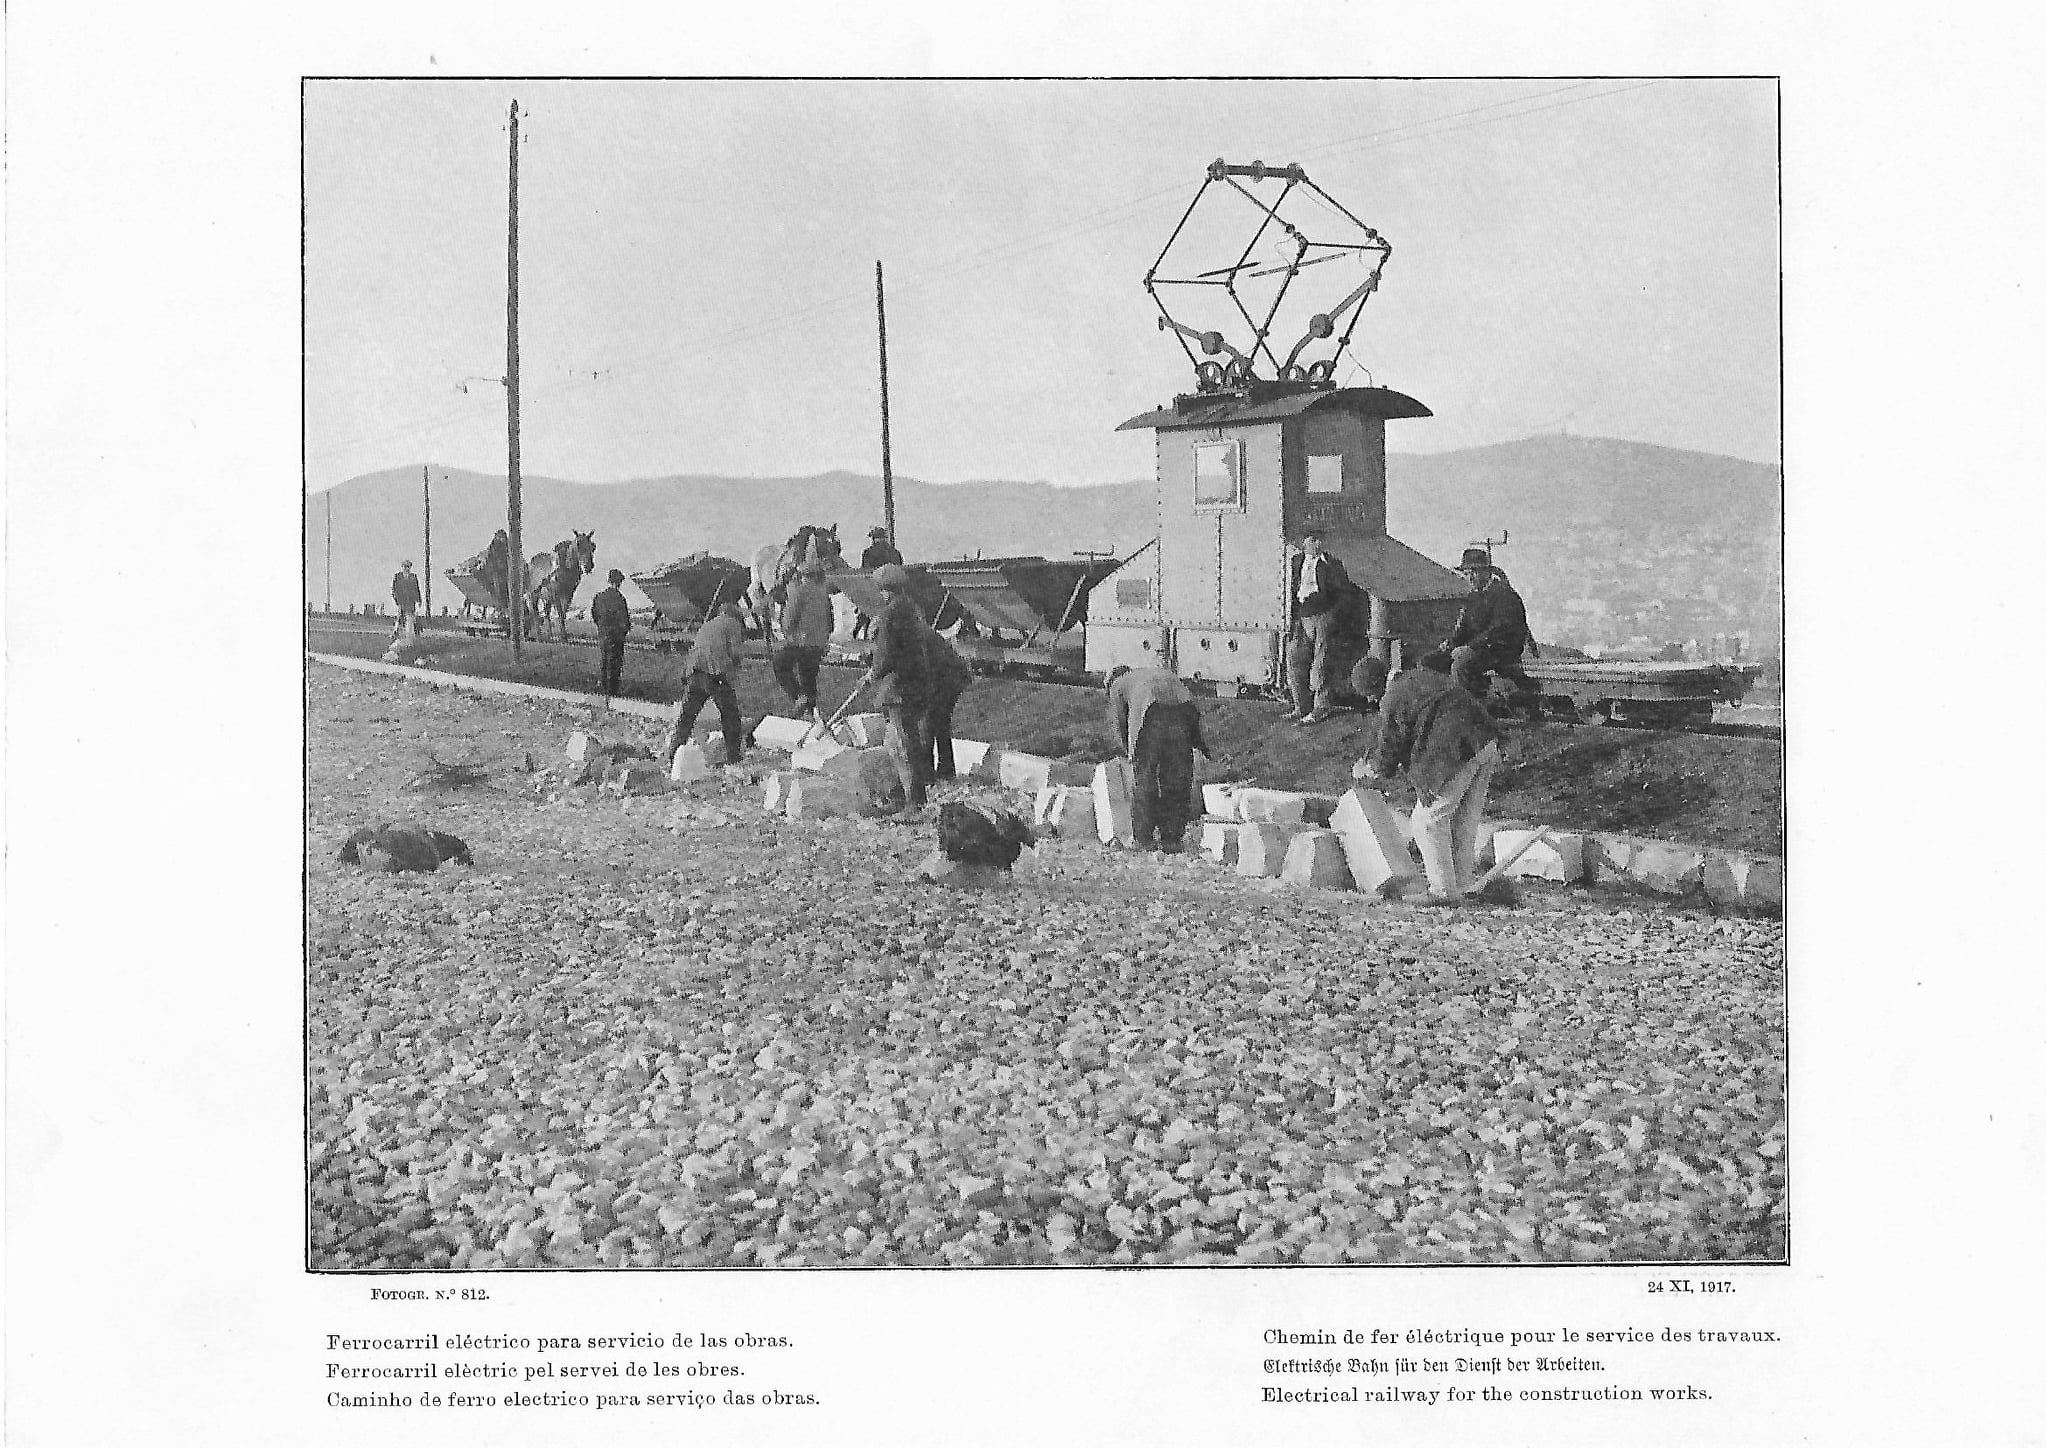 FOTOGR. N.º 812.
24 XI, 1917.
Ferrocarril eléctrico para servicio de las obras.
Ferrocarril elèctric pel servei de les obres.
Caminho de ferro electrico para serviço das obras.
Chemin de fer éléctrique pour le service des travaux.
Elektrische Bahn für den Dienst der Arbeiten.
Electrical railway for the construction works.